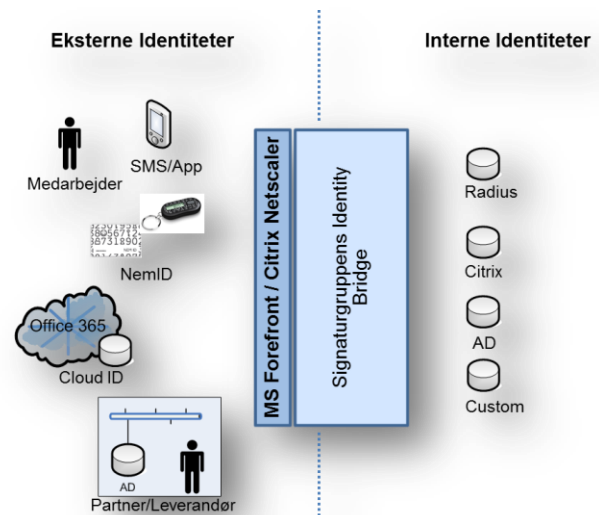 Eksterne Identiteter
Interne Identiteter
Medarbejder
SMS/App
NemID
Office 365
Cloud ID
AD
Partner/Leverandør
MS Forefront / Citrix Netscaler
Signaturgruppens Identity
Bridge
Radius
Citrix
AD
Custom